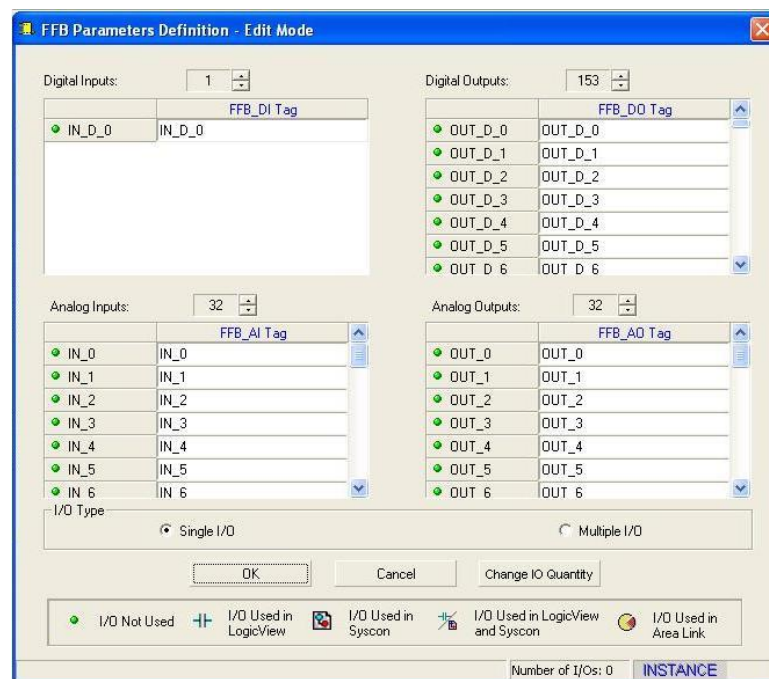 FFB Parameters Definition - Edit Mode
Digital Inputs: 1
FFB_DI Tag
IN_D_0 IN_D_0
Digital Outputs: 153
FFB_DO Tag
OUT_D_0 OUT_D_0
OUT_D_1 OUT_D_1
OUT_D_2 OUT_D_2
OUT_D_3 OUT_D_3
OUT_D_4 OUT_D_4
OUT_D_5 OUT_D_5
OUT_D_6 OUT_D_6
Analog Inputs: 32
FFB_AI Tag
IN_0 IN_0
IN_1 IN_1
IN_2 IN_2
IN_3 IN_3
IN_4 IN_4
IN_5 IN_5
IN_6 IN_6
Analog Outputs: 32
FFB_AO Tag
OUT_0 OUT_0
OUT_1 OUT_1
OUT_2 OUT_2
OUT_3 OUT_3
OUT_4 OUT_4
OUT_5 OUT_5
OUT_6 OUT_6
I/O Type
Single I/O Multiple I/O
OK Cancel Change IO Quantity
I/O Not Used
I/O Used in
LogicView
I/O Used in
Syscon
I/O Used in LogicView
and Syscon
I/O Used in
Area Link
Number of I/Os: 0 INSTANCE